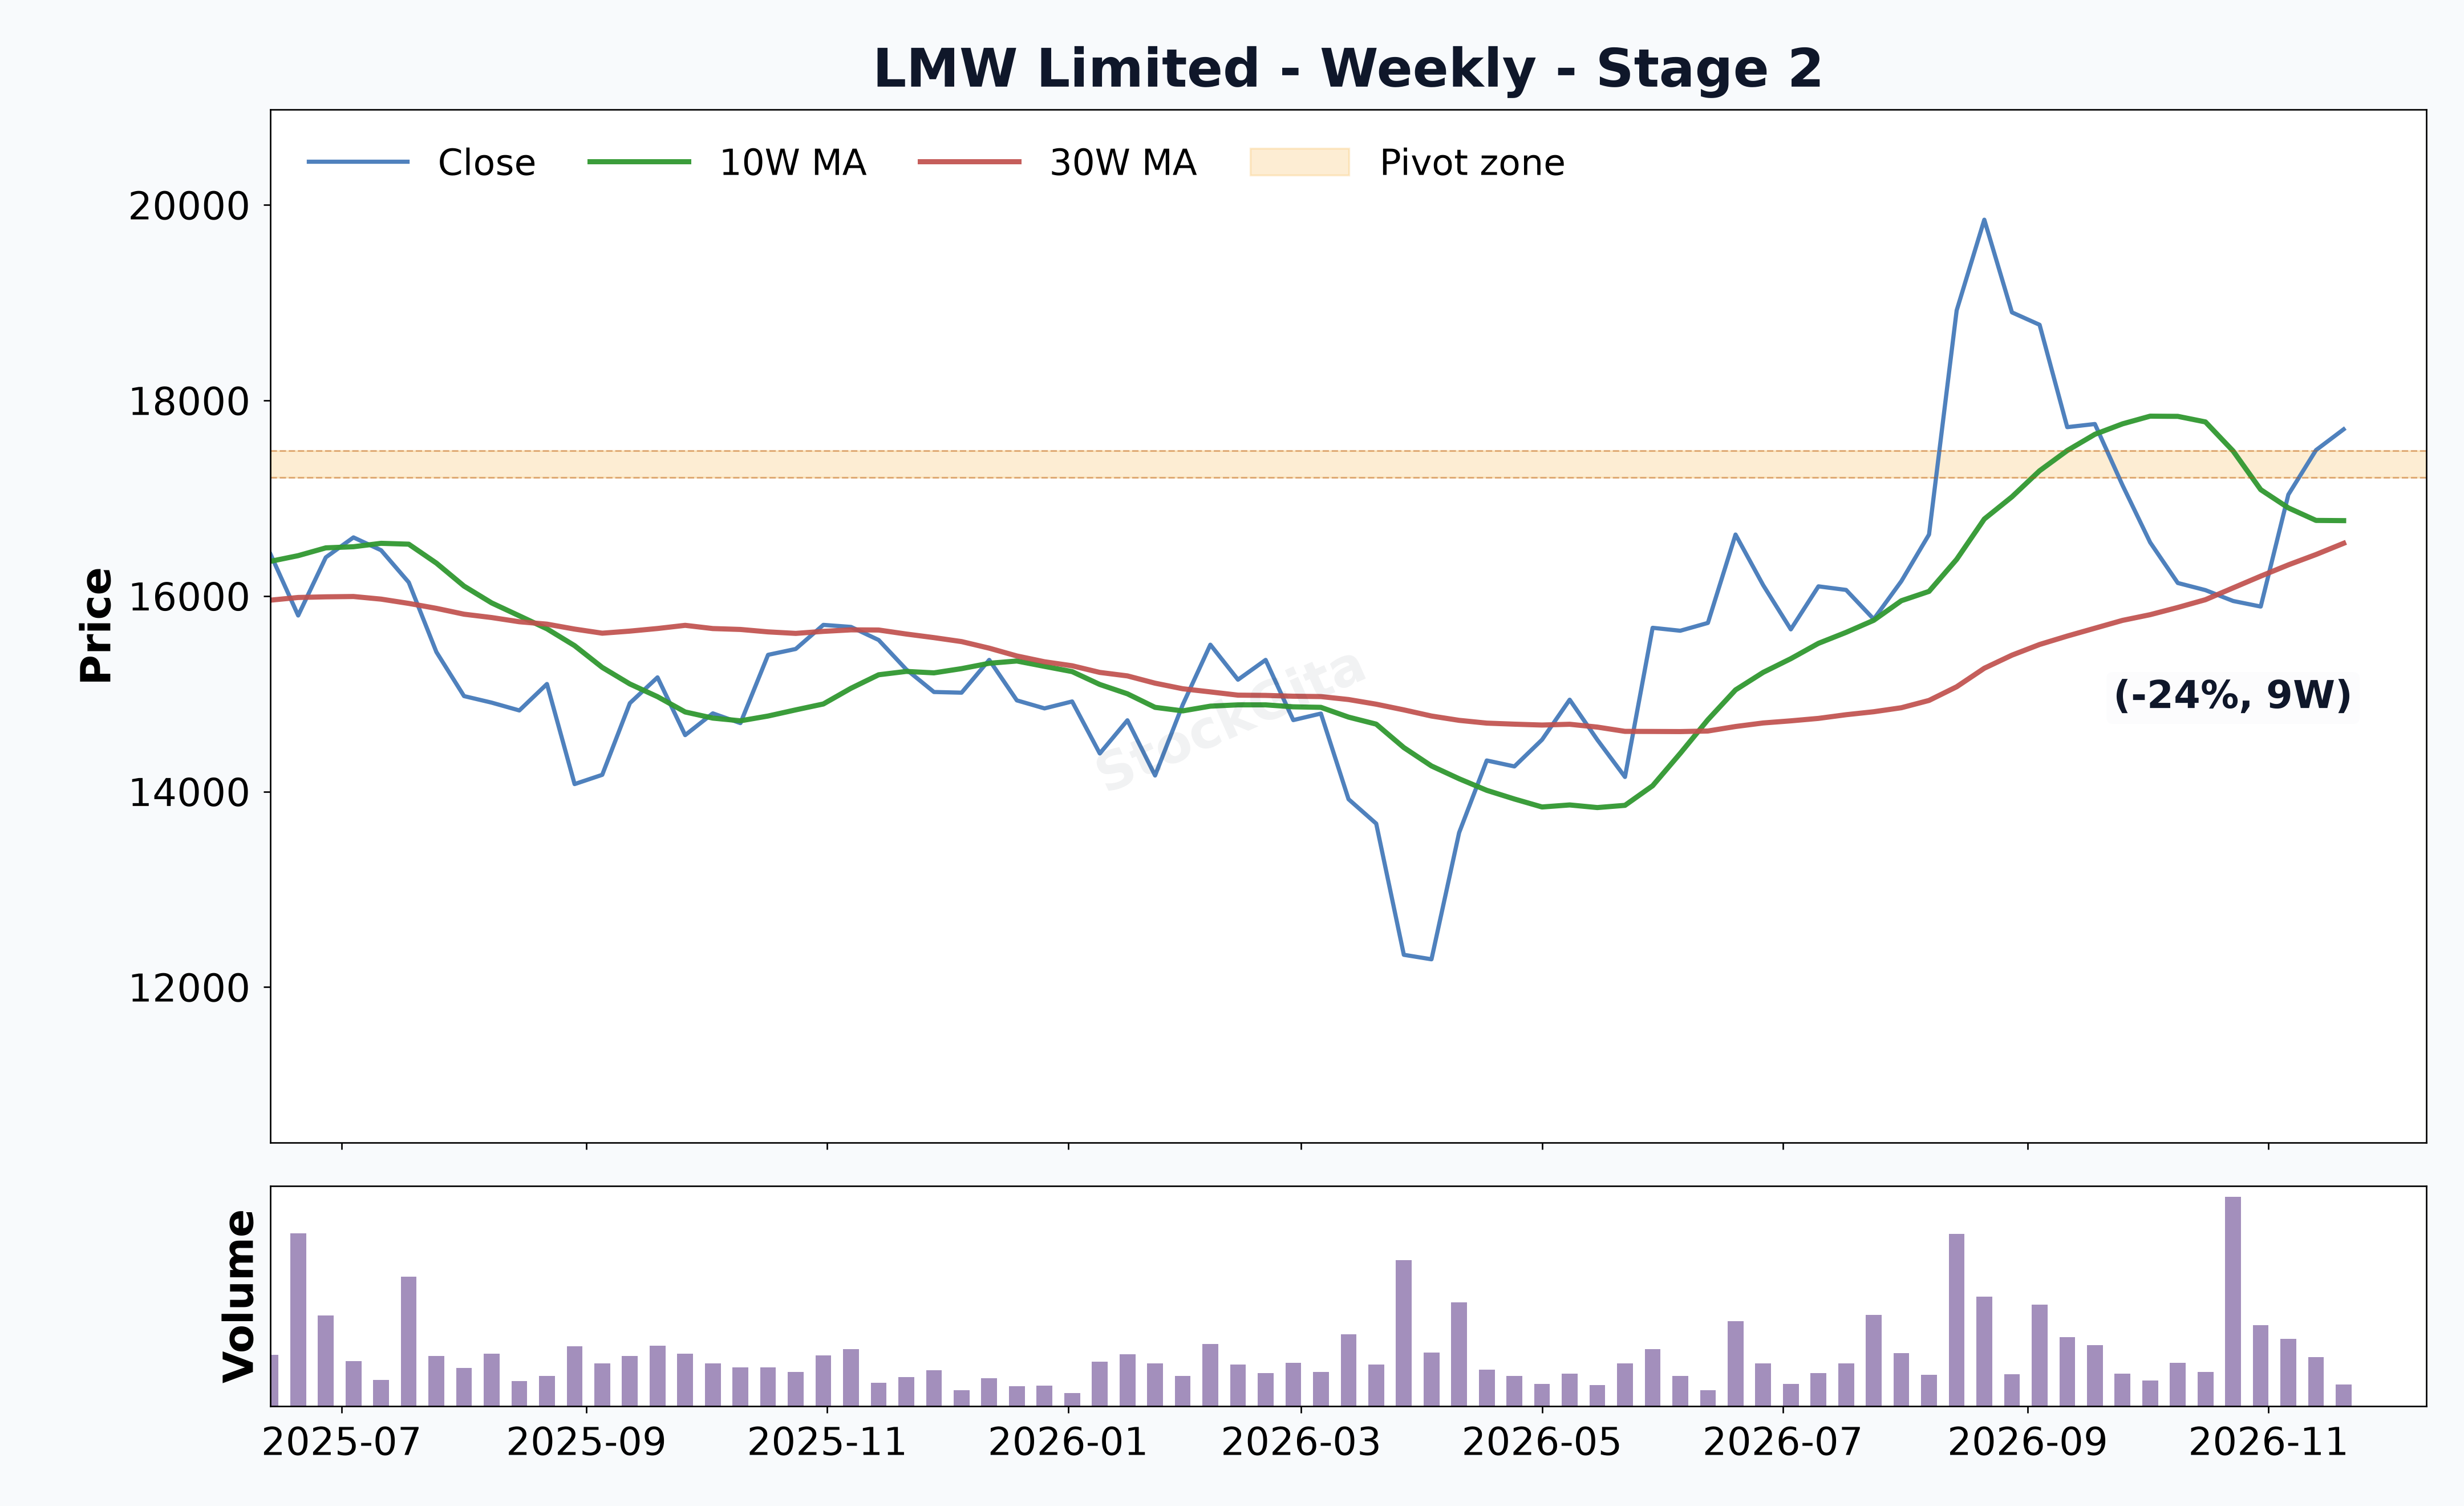 LMW Limited - Weekly - Stage 2
Close 10W MA 30W MA Pivot zone
Price
20000
18000
16000
14000
12000
(-24%, 9W)
StockGita
Volume
2025-07 2025-09 2025-11 2026-01 2026-03 2026-05 2026-07 2026-09 2026-11